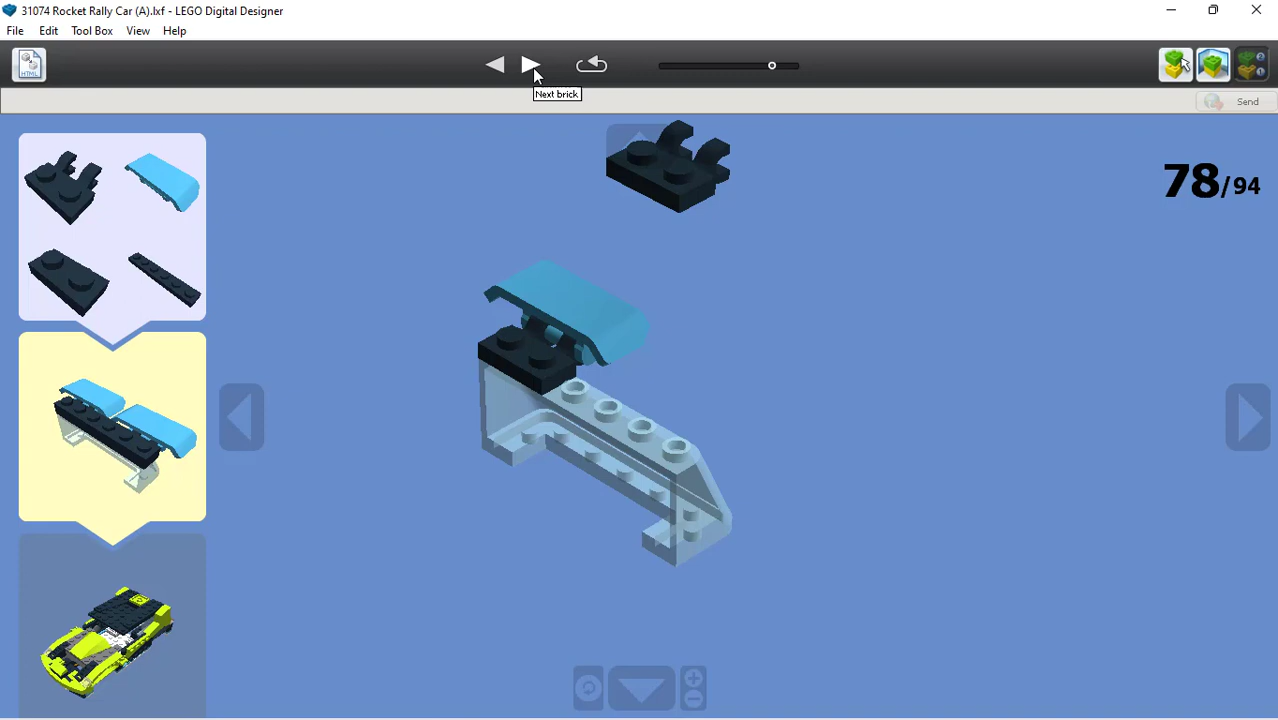 31074 Rocket Rally Car (A).lxf - LEGO Digital Designer
File Edit Tool Box View Help
HTML
Next brick
Send
78/94